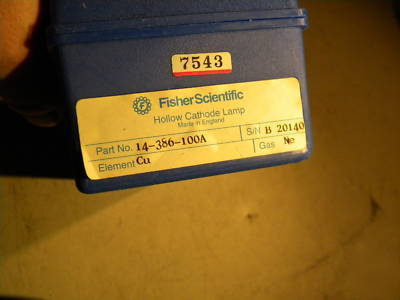 7543
FisherScientific
Hollow Cathode Lamp
Made in England
Part No. 14-386-100A S/N B 20140
Element Cu Gas Ne